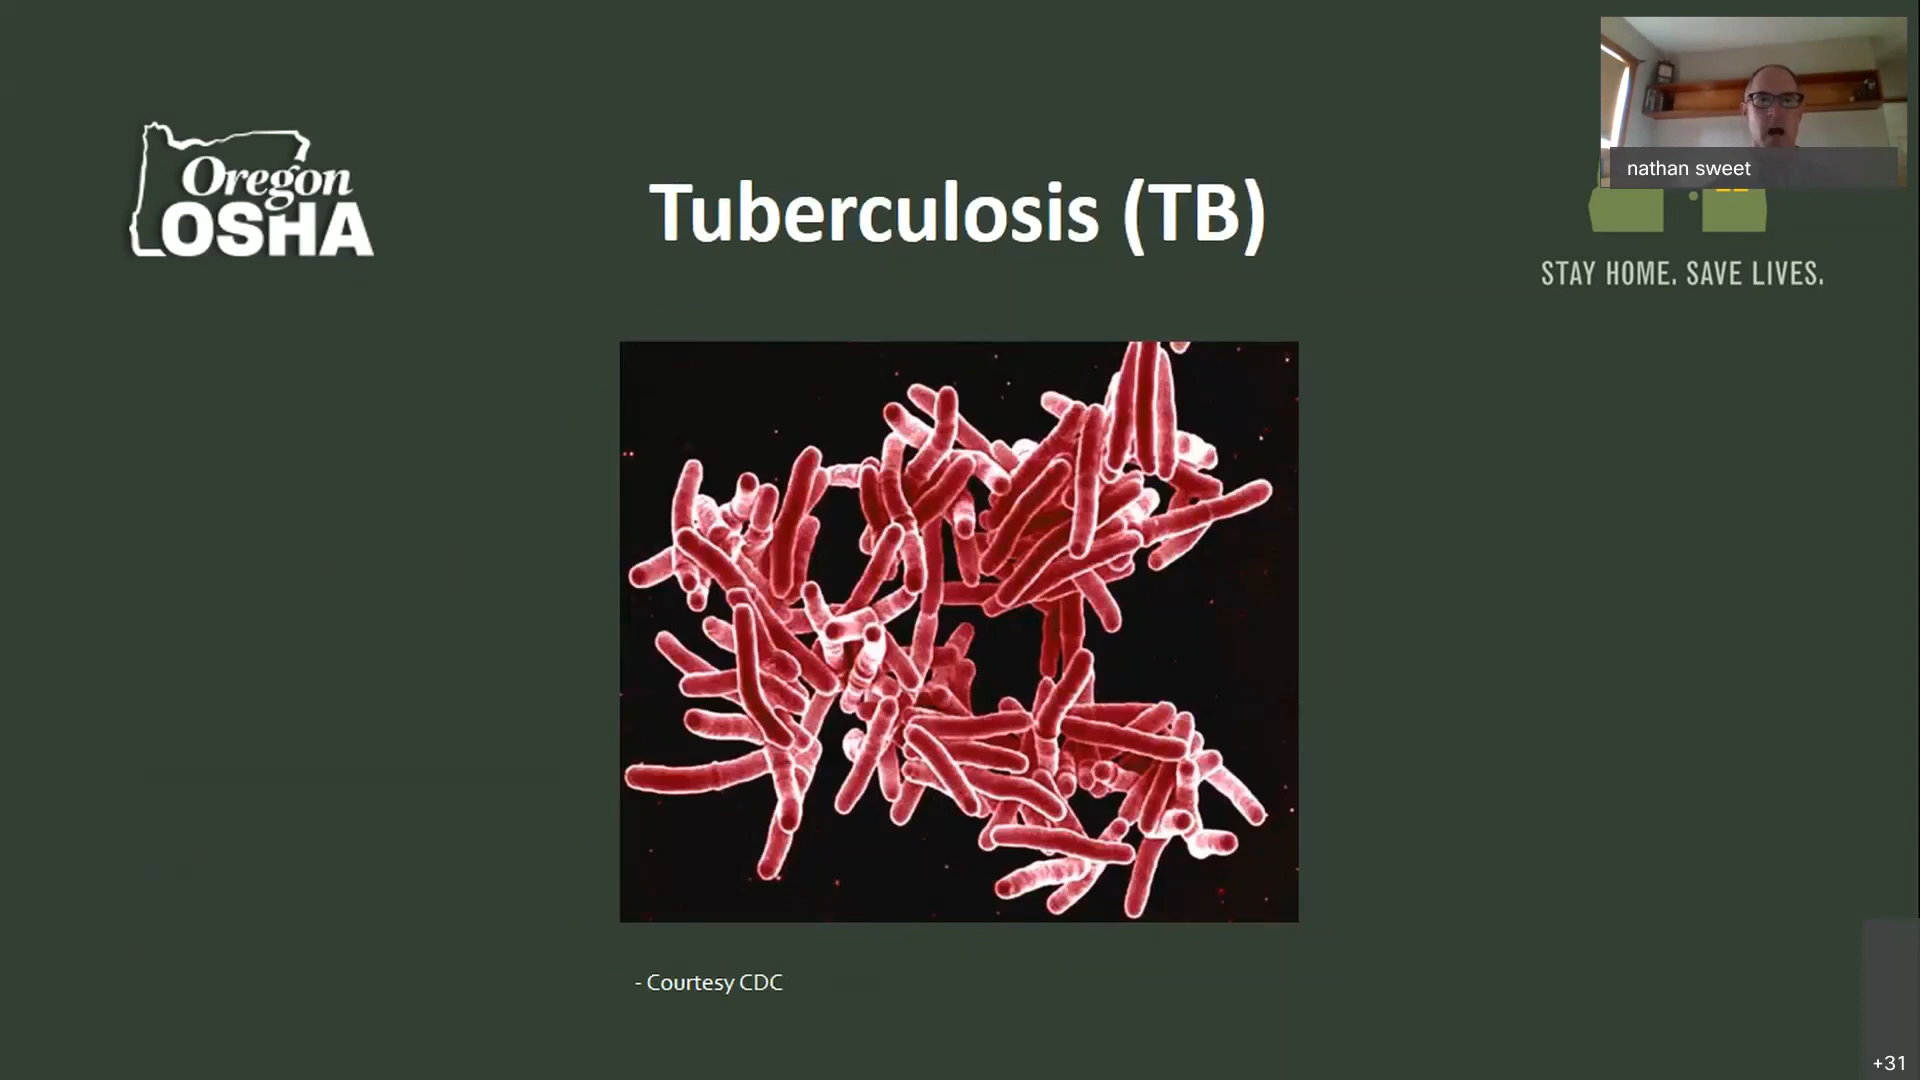 nathan sweet
Oregon
OSHA
Tuberculosis (TB)
STAY HOME. SAVE LIVES.
- Courtesy CDC
+31